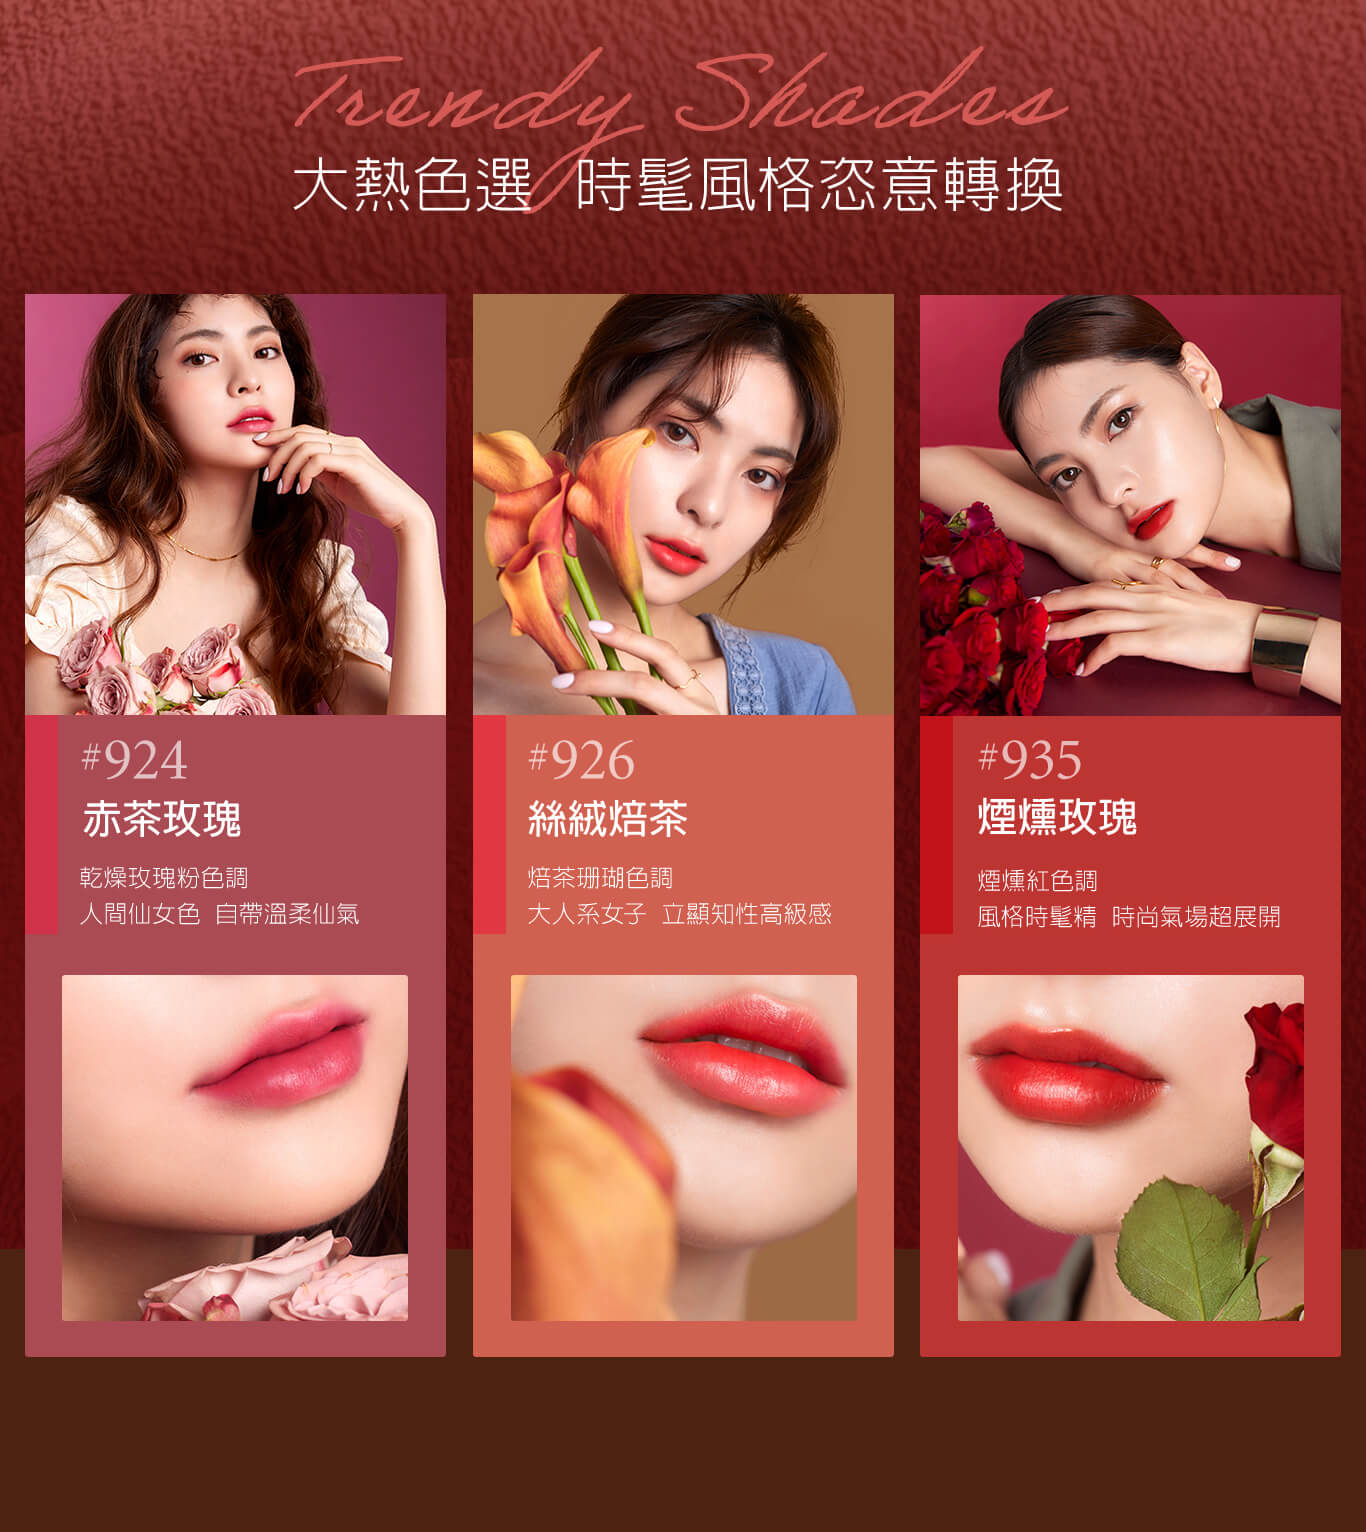 Trendy Shades
大熱色選 時髦風格恣意轉換
#924
赤茶玫瑰
乾燥玫瑰粉色調
人間仙女色 自帶溫柔仙氣
#926
絲絨焙茶
焙茶珊瑚色調
大人系女子 立顯知性高級感
#935
煙燻玫瑰
煙燻紅色調
風格時髦精 時尚氣場超展開